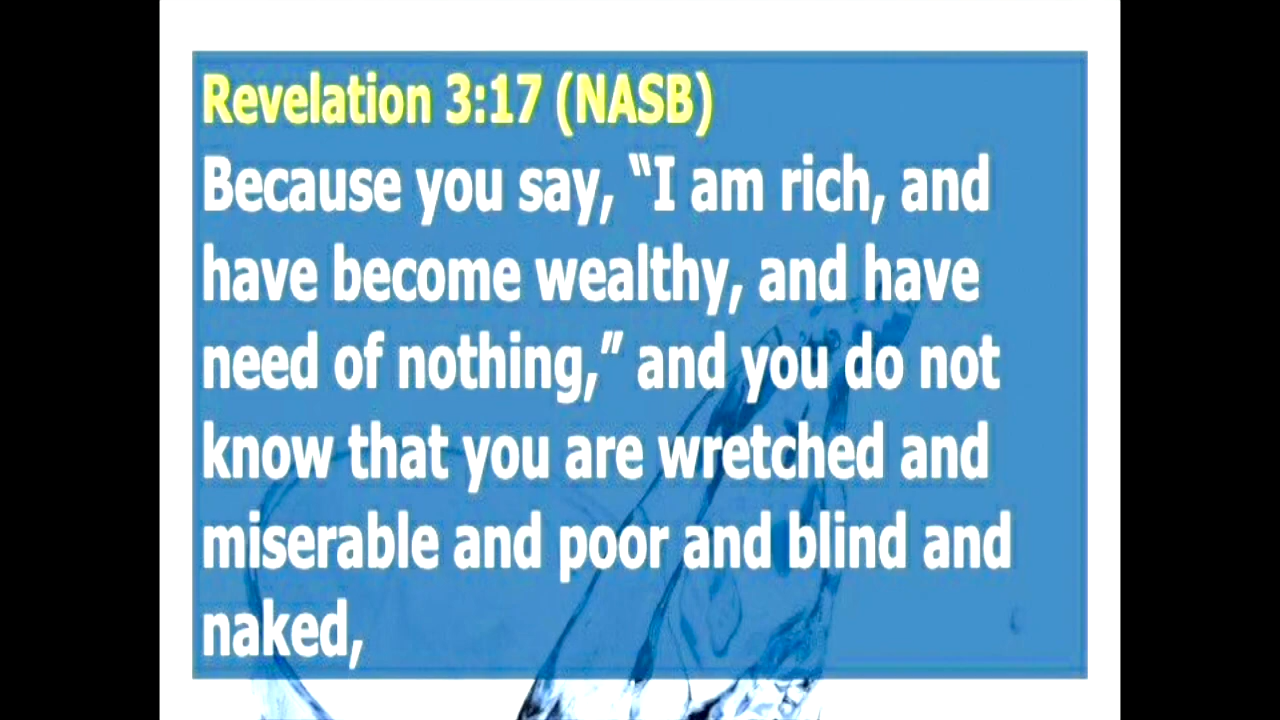 Revelation 3:17 (NASB)
Because you say, “I am rich, and
have become wealthy, and have
need of nothing,” and you do not
know that you are wretched and
miserable and poor and blind and
naked,